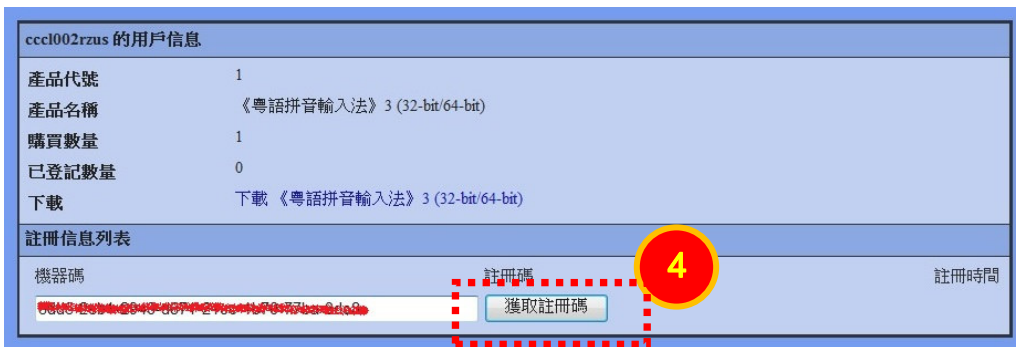 cccl002rzus 的用戶信息
產品代號 1
產品名稱 《粵語拼音輸入法》3 (32-bit/64-bit)
購買數量 1
已登記數量 0
下載 下載 《粵語拼音輸入法》3 (32-bit/64-bit)
註冊信息列表
機器碼 註冊碼 4 註冊時間
獲取註冊碼